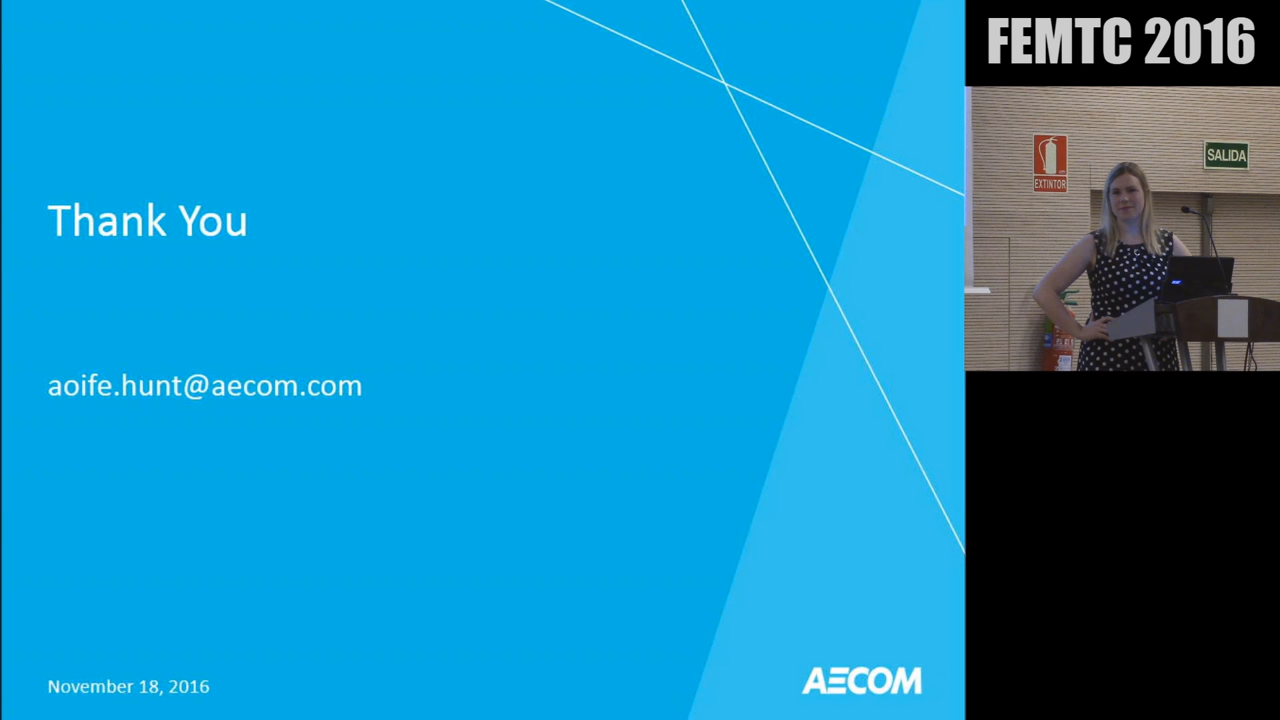 FEMTC 2016
Thank You
aoife.hunt@aecom.com
November 18, 2016
AECOM
EXTINTOR
SALIDA